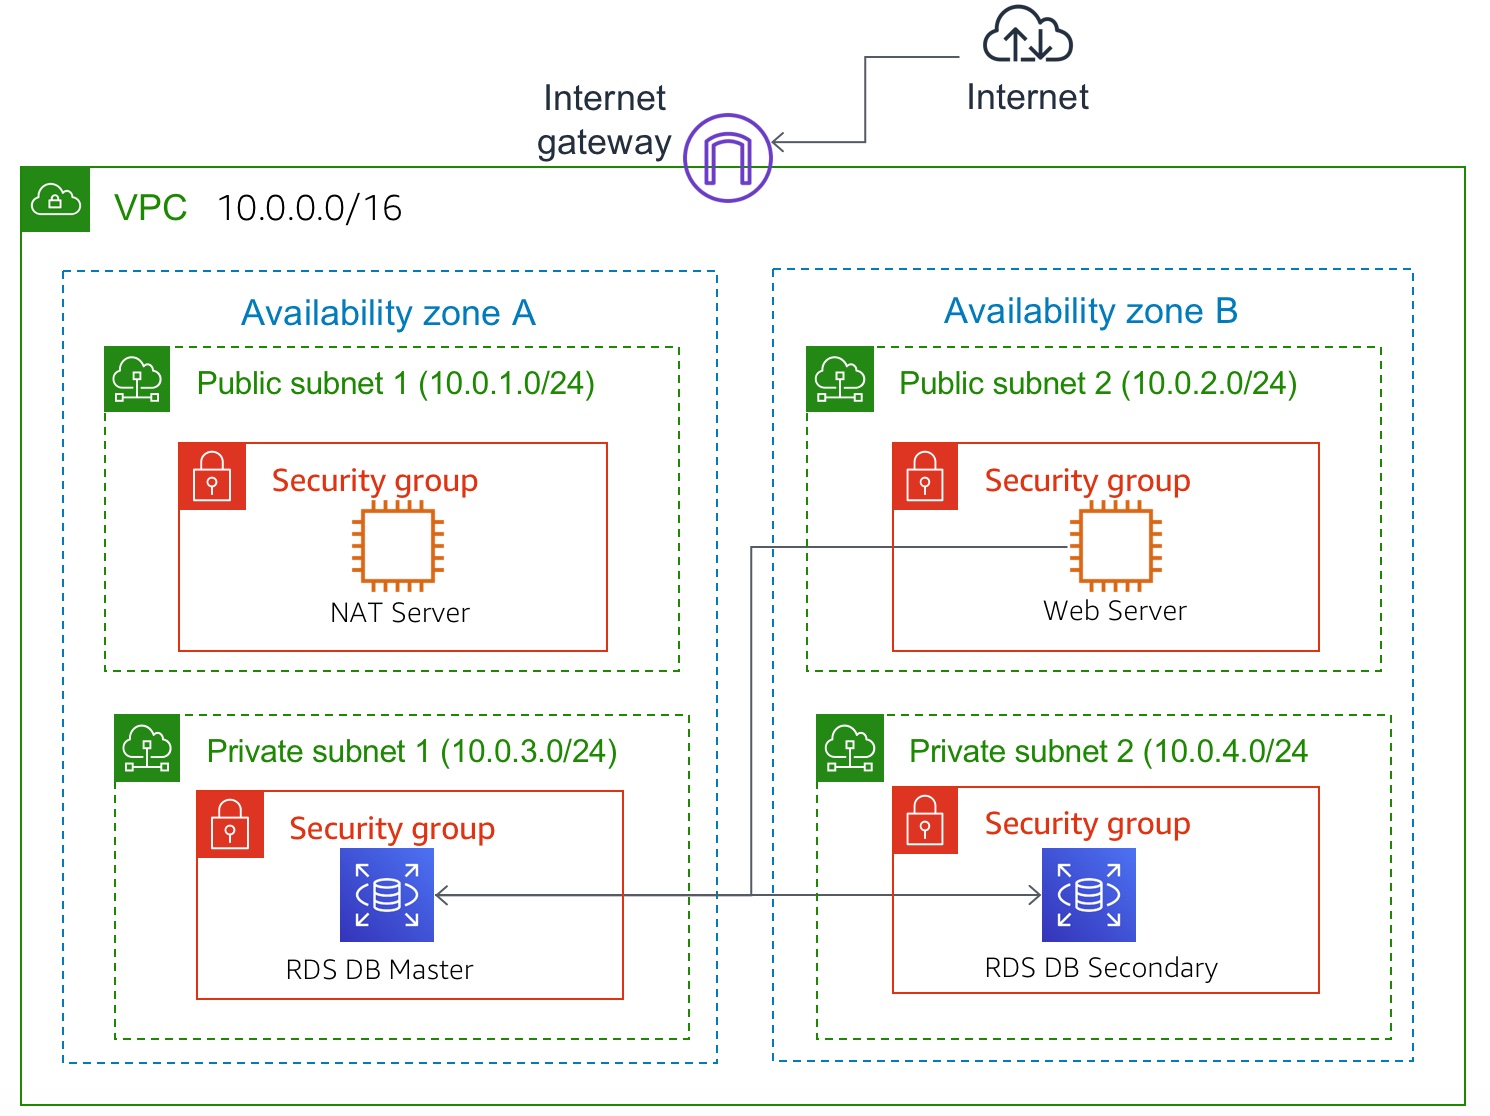 Internet
Internet
gateway
VPC 10.0.0.0/16
Availability zone A
Availability zone B
Public subnet 1 (10.0.1.0/24)
Public subnet 2 (10.0.2.0/24)
Security group
NAT Server
Security group
Web Server
Private subnet 1 (10.0.3.0/24)
Private subnet 2 (10.0.4.0/24
Security group
RDS DB Master
Security group
RDS DB Secondary